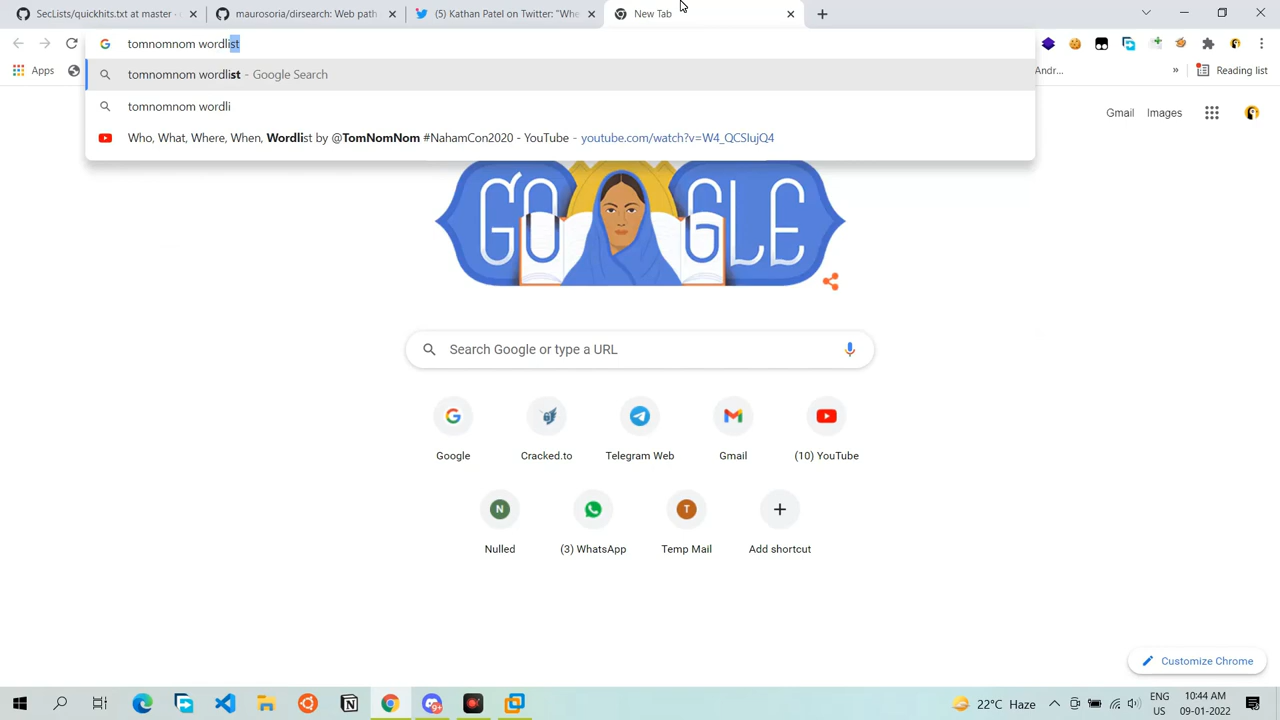 SecLists/quickhits.txt at master ·
maurosoria/dirsearch: Web path
(5) Kathan Patel on Twitter: "Whe
New Tab
tomnomnom wordlist
Apps
Andr...
»
Reading list
tomnomnom wordlist - Google Search
tomnomnom wordli
Who, What, Where, When, Wordlist by @TomNomNom #NahamCon2020 - YouTube - youtube.com/watch?v=W4_QCSIujQ4
Gmail
Images
GOOGLE
Search Google or type a URL
Google
Cracked.to
Telegram Web
Gmail
(10) YouTube
N
T
Nulled
(3) WhatsApp
Temp Mail
Add shortcut
Customize Chrome
9+
22°C Haze
ENG
US
10:44 AM
09-01-2022